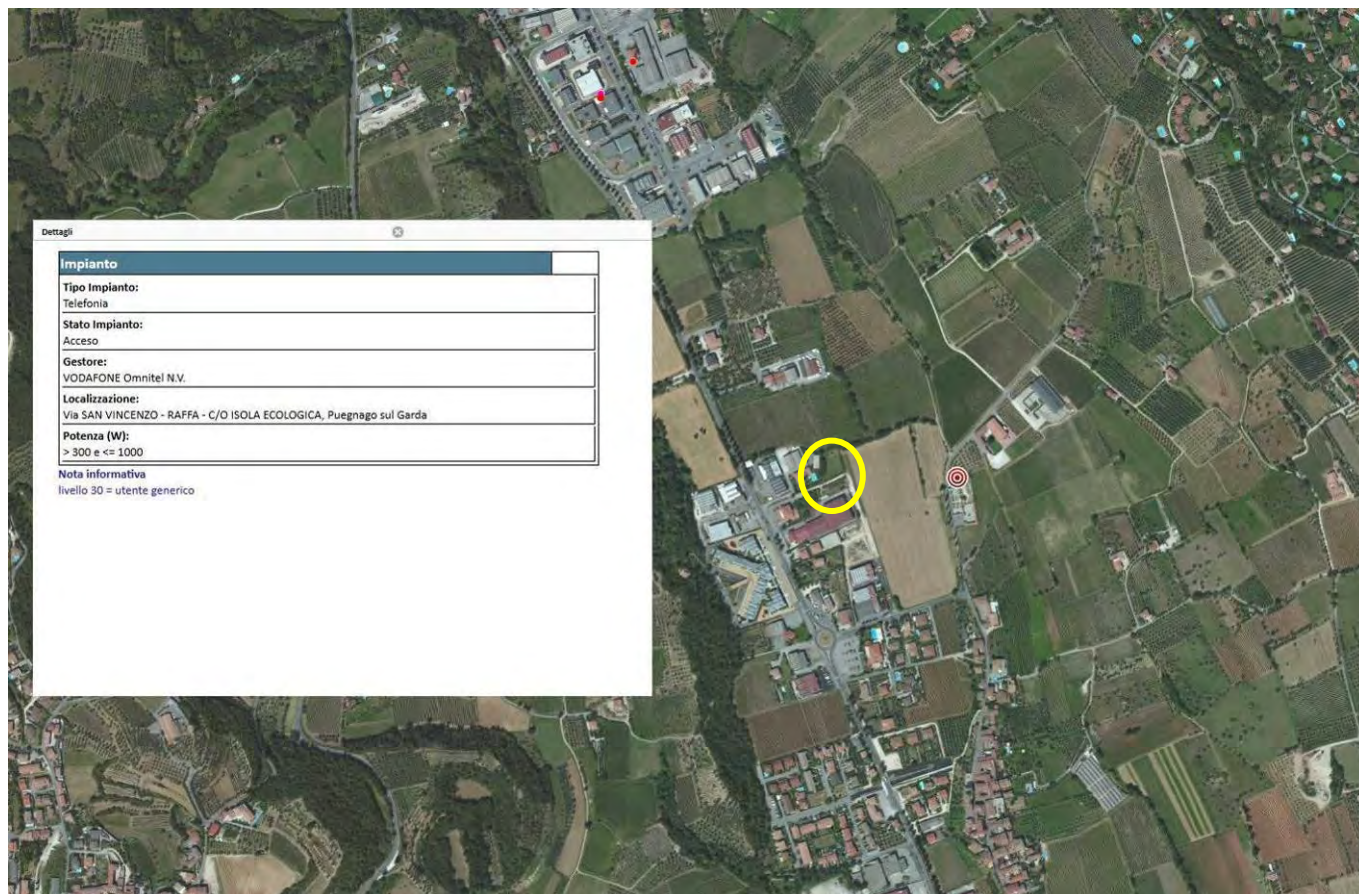 Dettagli
Impianto
Tipo Impianto:
Telefonia
Stato Impianto:
Acceso
Gestore:
VODAFONE Omnitel N.V.
Localizzazione:
Via SAN VINCENZO - RAFFA - C/O ISOLA ECOLOGICA, Puegnago sul Garda
Potenza (W):
> 300 e <= 1000
Nota informativa
livello 30 = utente generico